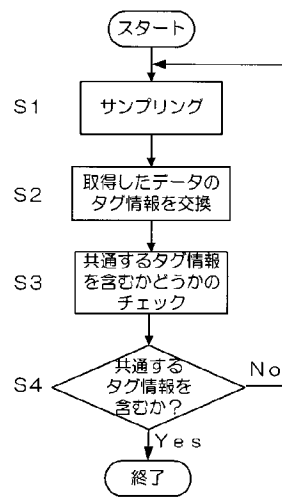 スタート
S1
サンプリング
S2
取得したデータの
タグ情報を交換
S3
共通するタグ情報
を含むかどうかの
チェック
S4
共通する
タグ情報を
含むか？
No
Yes
終了